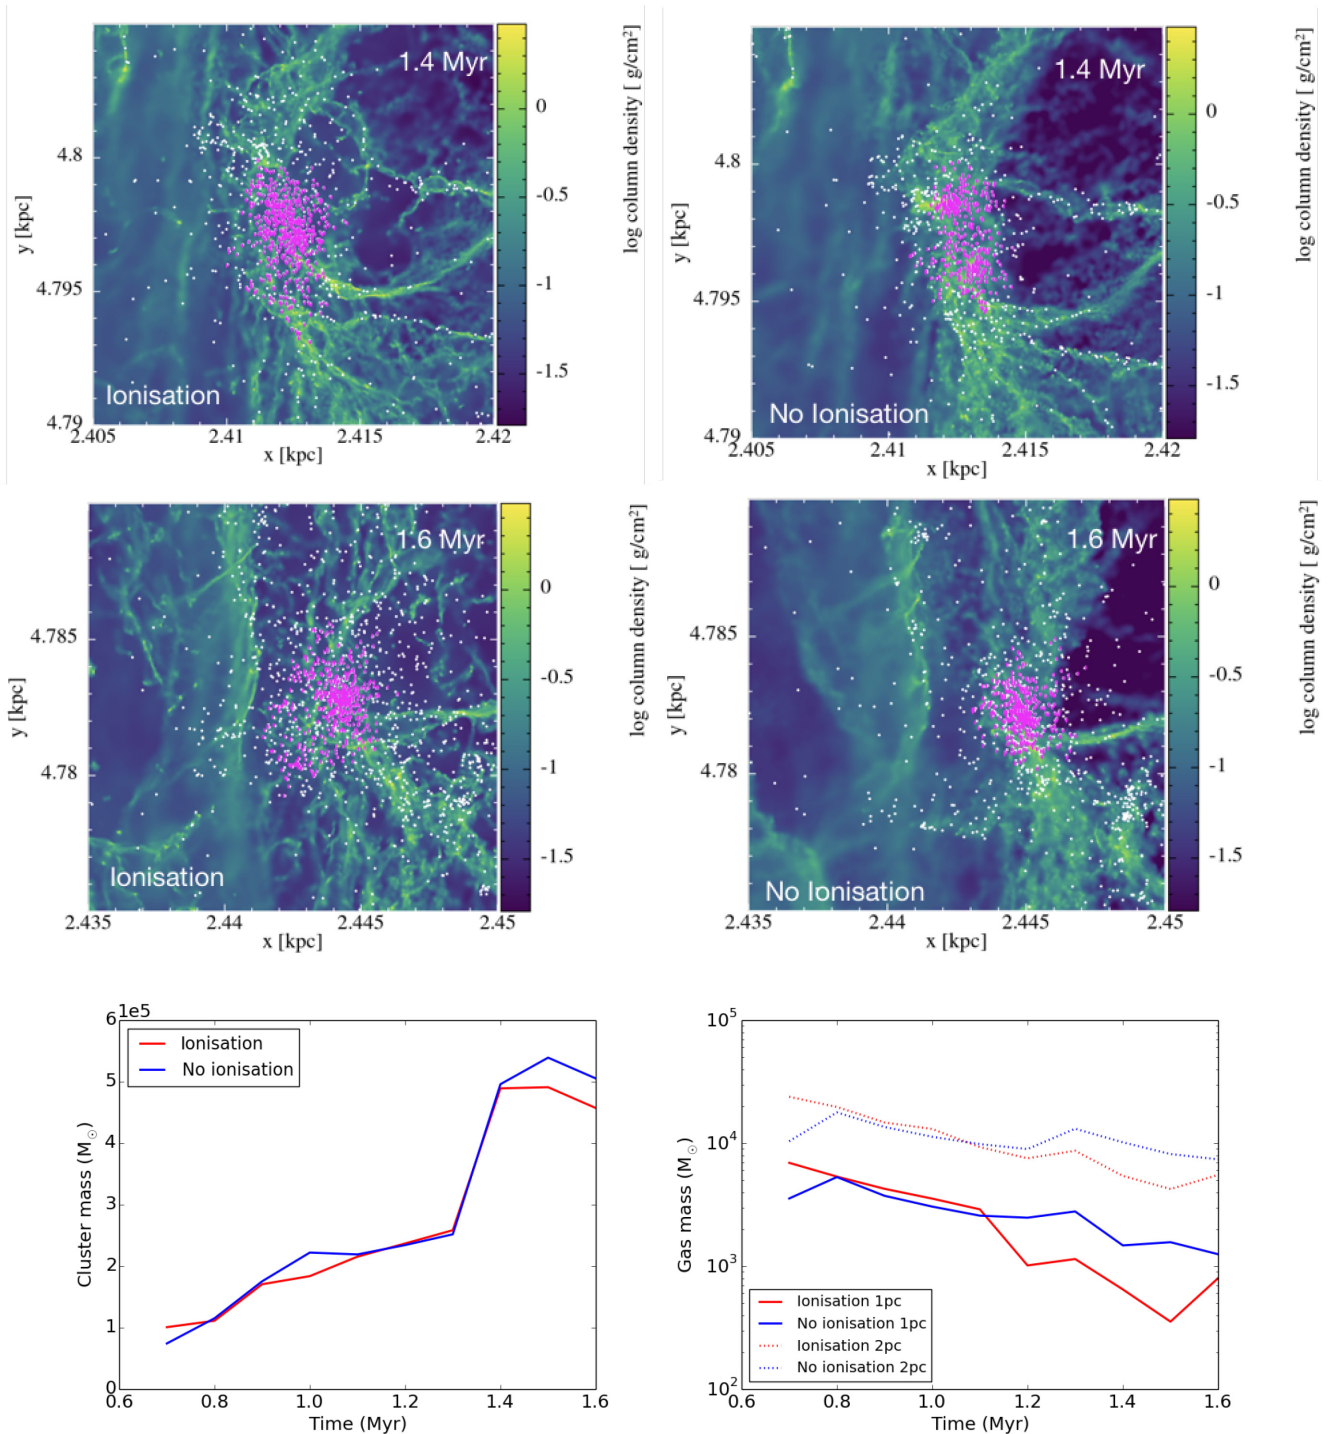 1.4 Myr
Ionisation
4.8
4.795
4.79
y [kpc]
2.405
2.41
2.415
2.42
x [kpc]
0
-0.5
-1
-1.5
log column density [ g/cm²]
1.4 Myr
No Ionisation
4.8
4.795
4.79
y [kpc]
2.405
2.41
2.415
2.42
x [kpc]
0
-0.5
-1
-1.5
log column density [ g/cm²]
1.6 Myr
Ionisation
4.785
4.78
y [kpc]
2.435
2.44
2.445
2.45
x [kpc]
0
-0.5
-1
-1.5
log column density [ g/cm²]
1.6 Myr
No Ionisation
4.785
4.78
y [kpc]
2.435
2.44
2.445
2.45
x [kpc]
0
-0.5
-1
-1.5
log column density [ g/cm²]
1e5
Ionisation
No ionisation
6
5
4
3
2
1
0
Cluster mass (M☉)
0.6
0.8
1.0
1.2
1.4
1.6
Time (Myr)
10⁵
10⁴
10³
10²
Gas mass (M☉)
Ionisation 1pc
No ionisation 1pc
Ionisation 2pc
No ionisation 2pc
0.6
0.8
1.0
1.2
1.4
1.6
Time (Myr)